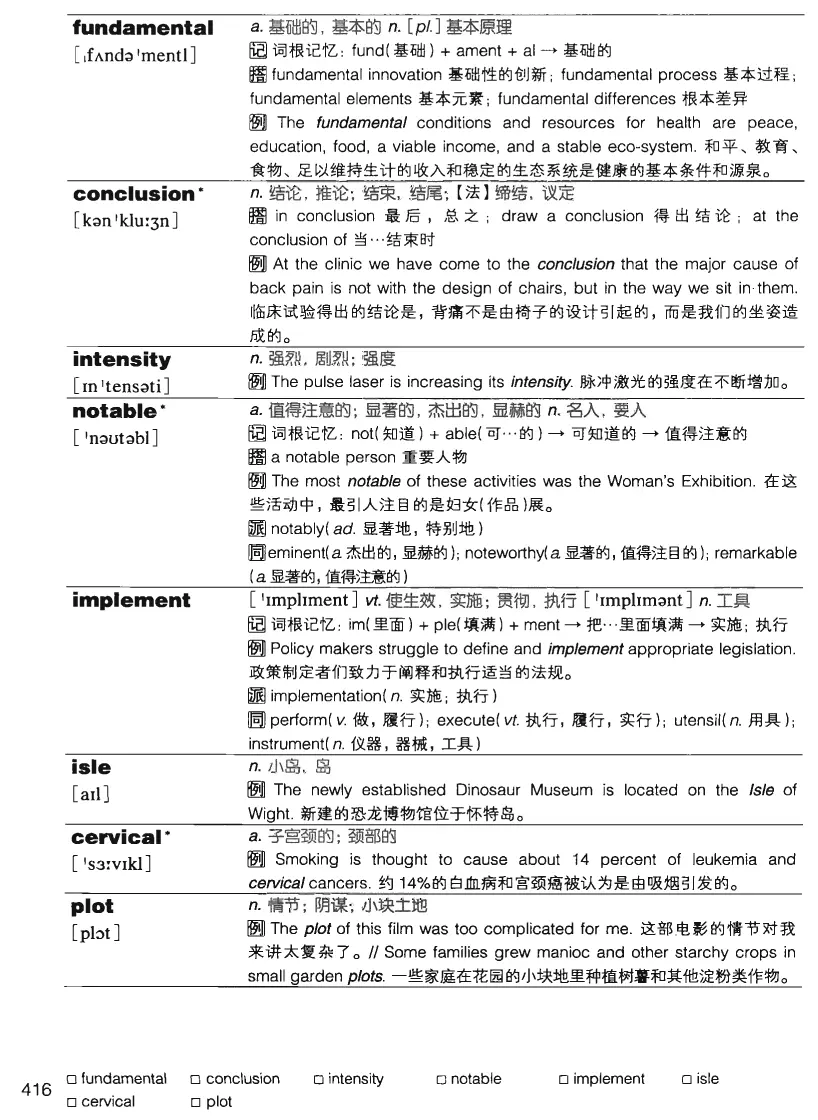 fundamental a. 基础的, 基本的 n. [pl.] 基本原理
[ˌfʌndəˈmentl] 记 词根记忆: fund(基础) + ament + al → 基础的
搭 fundamental innovation 基础性的创新; fundamental process 基本过程;
fundamental elements 基本元素; fundamental differences 根本差异
例 The fundamental conditions and resources for health are peace,
education, food, a viable income, and a stable eco-system. 和平、教育、
食物、足以维持生计的收入和稳定的生态系统是健康的基本条件和源泉。
conclusion* n. 结论, 推论; 结束, 结尾;【法】缔结, 议定
[kənˈkluːʒn] 搭 in conclusion 最后, 总之; draw a conclusion 得出结论; at the
conclusion of 当…结束时
例 At the clinic we have come to the conclusion that the major cause of
back pain is not with the design of chairs, but in the way we sit in them.
临床试验得出的结论是, 背痛不是由椅子的设计引起的, 而是我们的坐姿造
成的。
intensity n. 强烈, 剧烈; 强度
[ɪnˈtensəti] 例 The pulse laser is increasing its intensity. 脉冲激光的强度在不断增加。
notable* a. 值得注意的; 显著的, 杰出的, 显赫的 n. 名人, 要人
[ˈnəʊtəbl] 记 词根记忆: not(知道) + able(可…的) → 可知道的 → 值得注意的
搭 a notable person 重要人物
例 The most notable of these activities was the Woman's Exhibition. 在这
些活动中, 最引人注目的是妇女(作品)展。
派 notably(ad. 显著地, 特别地)
同 eminent(a 杰出的, 显赫的); noteworthy(a 显著的, 值得注目的); remarkable
(a 显著的, 值得注意的)
implement [ˈɪmplɪment] vt. 使生效, 实施; 贯彻, 执行 [ˈɪmplɪmənt] n. 工具
记 词根记忆: im(里面) + ple(填满) + ment → 把…里面填满 → 实施; 执行
例 Policy makers struggle to define and implement appropriate legislation.
政策制定者们致力于阐释和执行适当的法规。
派 implementation(n. 实施; 执行)
同 perform(v. 做, 履行); execute(vt. 执行, 履行, 实行); utensil(n. 用具);
instrument(n. 仪器, 器械, 工具)
isle n. 小岛, 岛
[aɪl] 例 The newly established Dinosaur Museum is located on the Isle of
Wight. 新建的恐龙博物馆位于怀特岛。
cervical* a. 子宫颈的; 颈部的
[ˈsɜːvɪkl] 例 Smoking is thought to cause about 14 percent of leukemia and
cervical cancers. 约14%的白血病和宫颈癌被认为是由吸烟引发的。
plot n. 情节; 阴谋; 小块土地
[plɔt] 例 The plot of this film was too complicated for me. 这部电影的情节对我
来讲太复杂了。// Some families grew manioc and other starchy crops in
small garden plots. 一些家庭在花园的小块地里种植树薯和其他淀粉类作物。
416 □ fundamental □ conclusion □ intensity □ notable □ implement □ isle
□ cervical □ plot